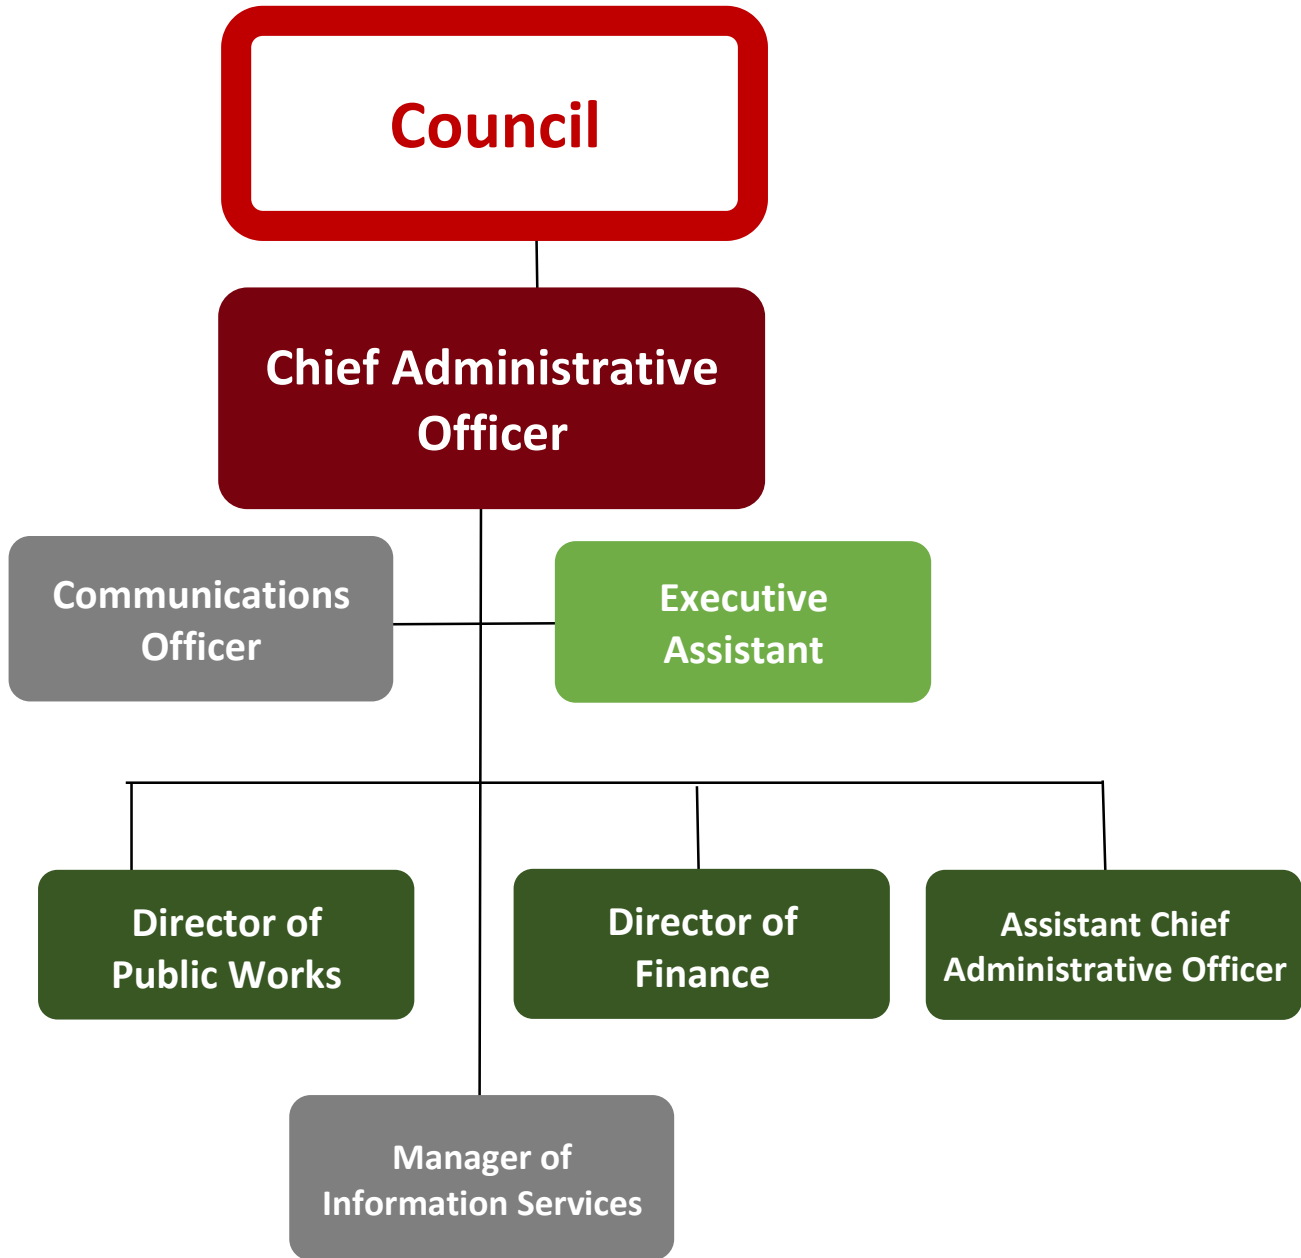 Council
Chief Administrative
Officer
Communications
Officer
Executive
Assistant
Director of
Public Works
Director of
Finance
Assistant Chief
Administrative Officer
Manager of
Information Services